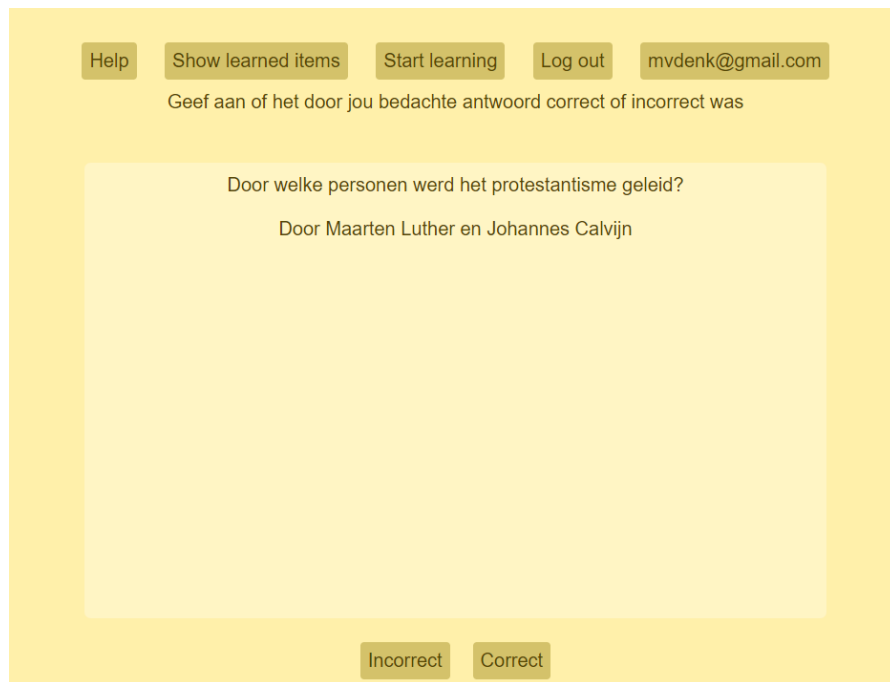 Help Show learned items Start learning Log out mvdenk@gmail.com
Geef aan of het door jou bedachte antwoord correct of incorrect was
Door welke personen werd het protestantisme geleid?
Door Maarten Luther en Johannes Calvijn
Incorrect Correct